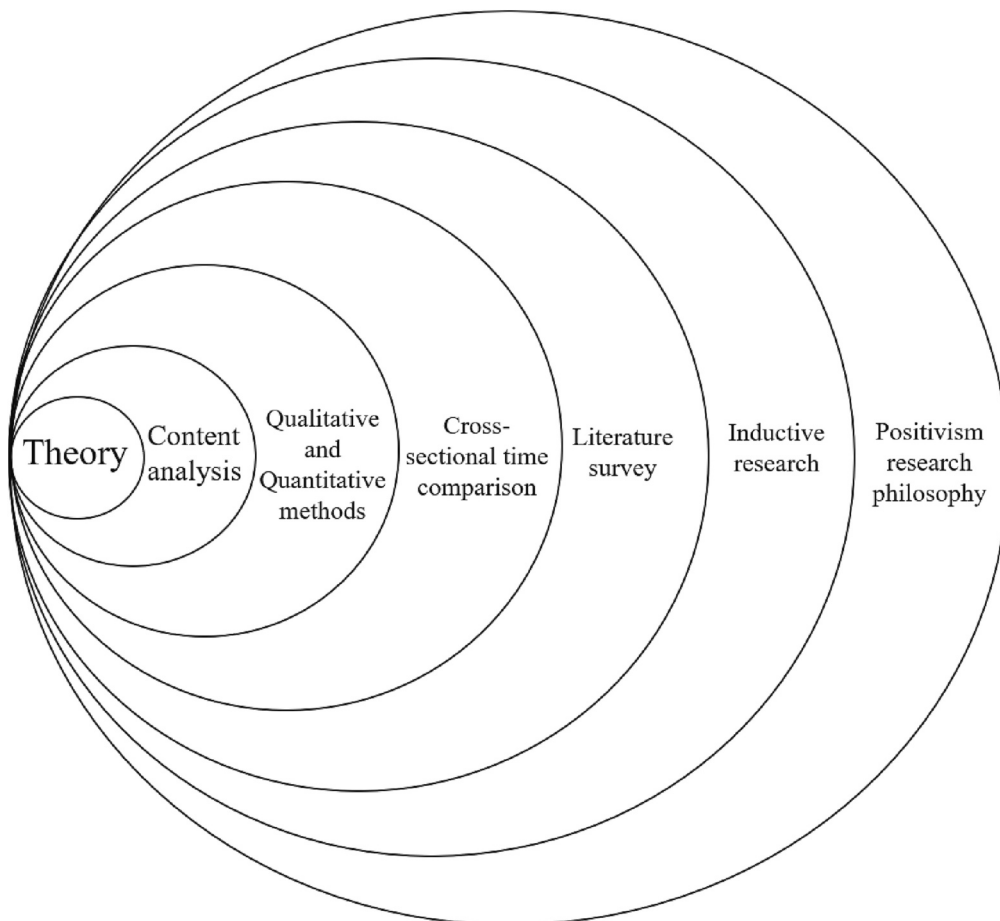 Theory
Content
analysis
Qualitative
and
Quantitative
methods
Cross-
sectional time
comparison
Literature
survey
Inductive
research
Positivism
research
philosophy